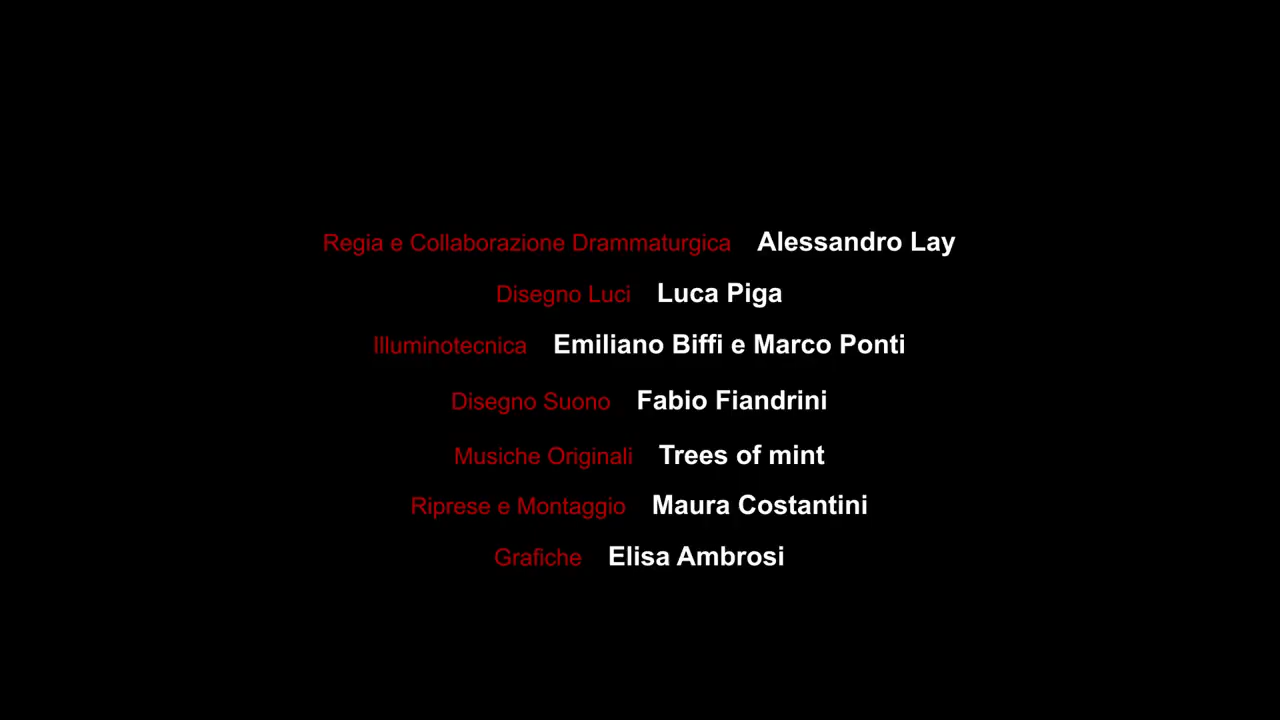 Regia e Collaborazione Drammaturgica Alessandro Lay
Disegno Luci Luca Piga
Illuminotecnica Emiliano Biffi e Marco Ponti
Disegno Suono Fabio Fiandrini
Musiche Originali Trees of mint
Riprese e Montaggio Maura Costantini
Grafiche Elisa Ambrosi